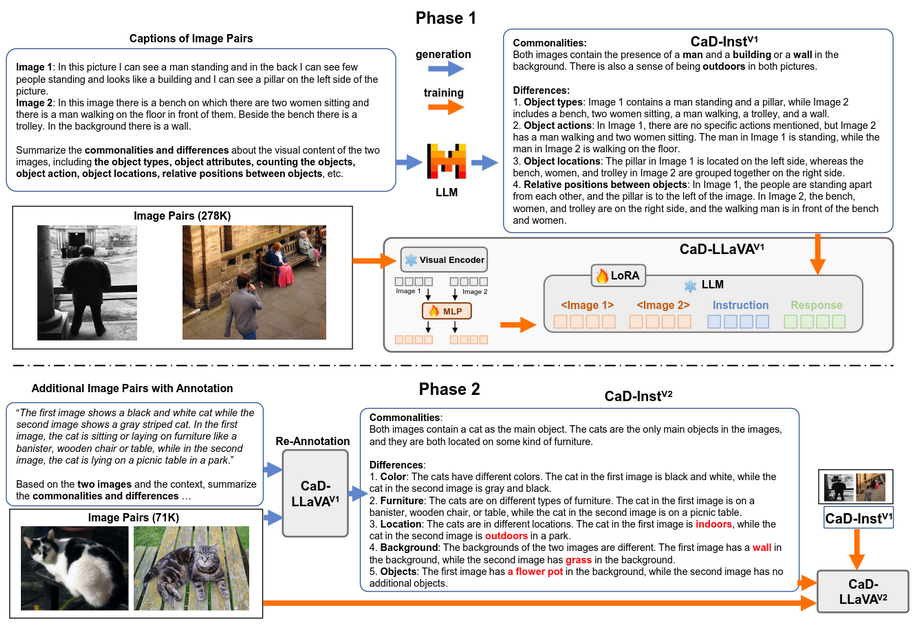 Phase 1
Captions of Image Pairs
Image 1: In this picture I can see a man standing and in the back I can see few
people standing and looks like a building and I can see a pillar on the left side of the
picture.
Image 2: In this image there is a bench on which there are two women sitting and
there is a man walking on the floor in front of them. Beside the bench there is a
trolley. In the background there is a wall.
Summarize the commonalities and differences about the visual content of the two
images, including the object types, object attributes, counting the objects,
object action, object locations, relative positions between objects, etc.
generation
training
LLM
CaD-InstV1
Commonalities:
Both images contain the presence of a man and a building or a wall in the
background. There is also a sense of being outdoors in both pictures.
Differences:
1. Object types: Image 1 contains a man standing and a pillar, while Image 2
includes a bench, two women sitting, a man walking, a trolley, and a wall.
2. Object actions: In Image 1, there are no specific actions mentioned, but Image 2
has a man walking and two women sitting. The man in Image 1 is standing, while the
man in Image 2 is walking on the floor.
3. Object locations: The pillar in Image 1 is located on the left side, whereas the
bench, women, and trolley in Image 2 are grouped together on the right side.
4. Relative positions between objects: In Image 1, the people are standing apart
from each other, and the pillar is to the left of the image. In Image 2, the bench,
women, and trolley are on the right side, and the walking man is in front of the bench
and women.
Image Pairs (278K)
CaD-LLaVAV1
Visual Encoder
Image 1
Image 2
MLP
LoRA
LLM
<Image 1>
<Image 2>
Instruction
Response
Phase 2
Additional Image Pairs with Annotation
“The first image shows a black and white cat while the
second image shows a gray striped cat. In the first
image, the cat is sitting or laying on furniture like a
banister, wooden chair or table, while in the second
image, the cat is lying on a picnic table in a park.”
Based on the two images and the context, summarize
the commonalities and differences …
Image Pairs (71K)
Re-Annotation
CaD-
LLaVAV1
CaD-InstV2
Commonalities:
Both images contain a cat as the main object. The cats are the only main objects in the images,
and they are both located on some kind of furniture.
Differences:
1. Color: The cats have different colors. The cat in the first image is black and white, while the
cat in the second image is gray and black.
2. Furniture: The cats are on different types of furniture. The cat in the first image is on a
banister, wooden chair, or table, while the cat in the second image is on a picnic table.
3. Location: The cats are in different locations. The cat in the first image is indoors, while the
cat in the second image is outdoors in a park.
4. Background: The backgrounds of the two images are different. The first image has a wall in
the background, while the second image has grass in the background.
5. Objects: The first image has a flower pot in the background, while the second image has no
additional objects.
CaD-InstV1
CaD-
LLaVAV2